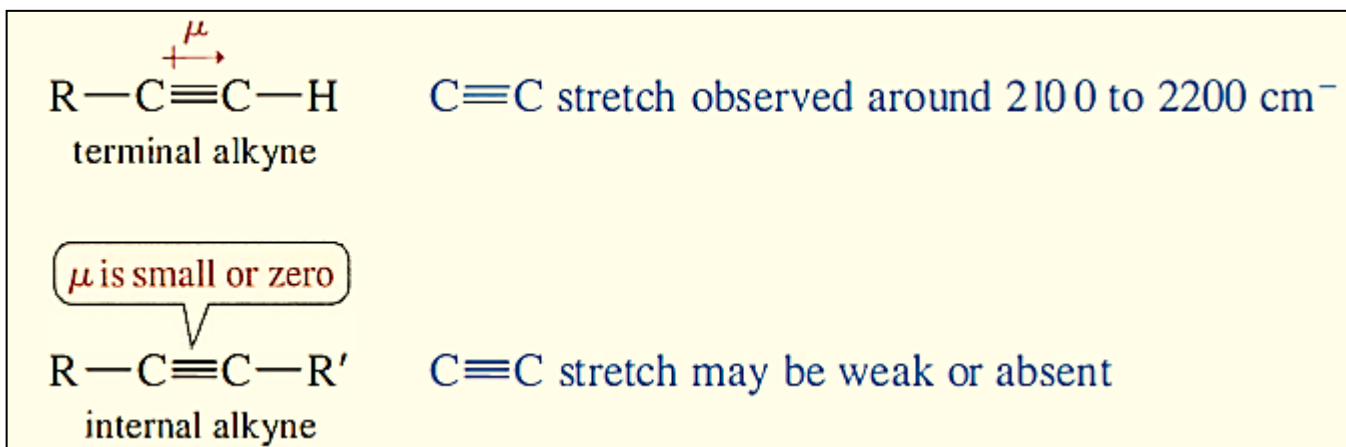 μ
R—C≡C—H C≡C stretch observed around 2100 to 2200 cm⁻
terminal alkyne
μ is small or zero
R—C≡C—R′ C≡C stretch may be weak or absent
internal alkyne